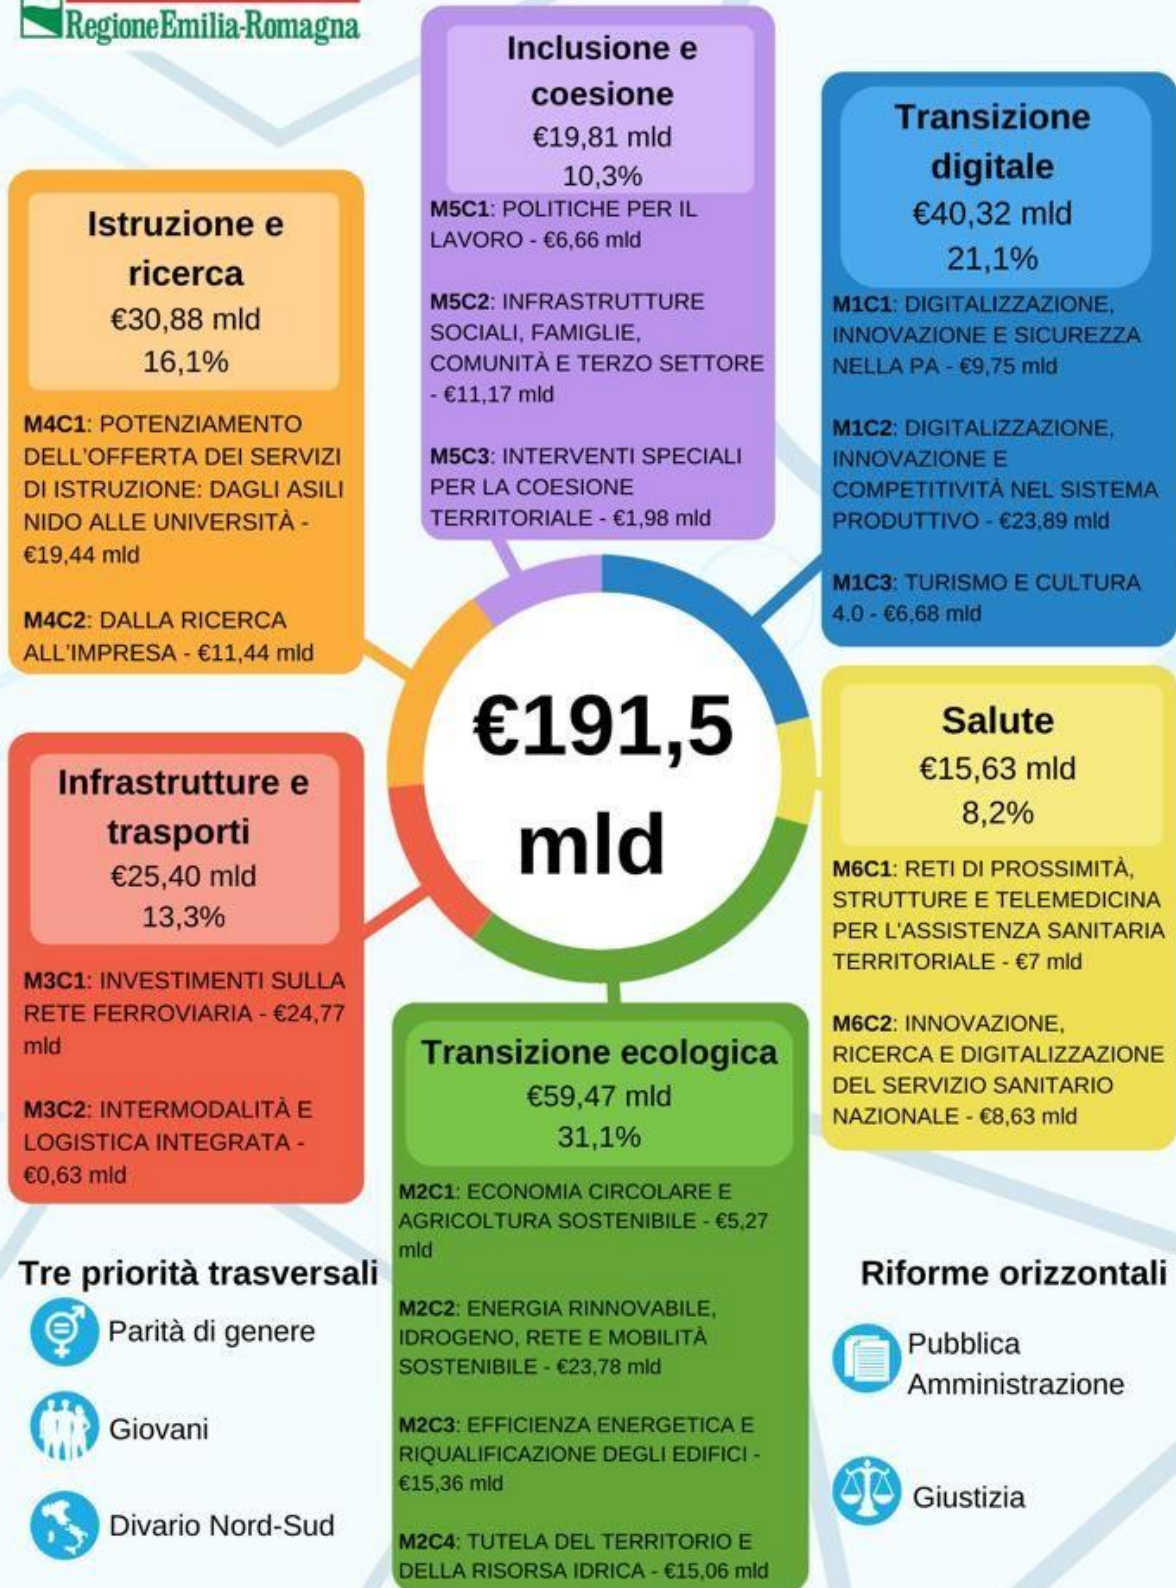 RegioneEmilia-Romagna
Inclusione e
coesione
€19,81 mld
10,3%
M5C1: POLITICHE PER IL
LAVORO - €6,66 mld
M5C2: INFRASTRUTTURE
SOCIALI, FAMIGLIE,
COMUNITÀ E TERZO SETTORE
- €11,17 mld
M5C3: INTERVENTI SPECIALI
PER LA COESIONE
TERRITORIALE - €1,98 mld
Transizione
digitale
€40,32 mld
21,1%
M1C1: DIGITALIZZAZIONE,
INNOVAZIONE E SICUREZZA
NELLA PA - €9,75 mld
M1C2: DIGITALIZZAZIONE,
INNOVAZIONE E
COMPETITIVITÀ NEL SISTEMA
PRODUTTIVO - €23,89 mld
M1C3: TURISMO E CULTURA
4.0 - €6,68 mld
Istruzione e
ricerca
€30,88 mld
16,1%
M4C1: POTENZIAMENTO
DELL'OFFERTA DEI SERVIZI
DI ISTRUZIONE: DAGLI ASILI
NIDO ALLE UNIVERSITÀ -
€19,44 mld
M4C2: DALLA RICERCA
ALL'IMPRESA - €11,44 mld
€191,5
mld
Salute
€15,63 mld
8,2%
M6C1: RETI DI PROSSIMITÀ,
STRUTTURE E TELEMEDICINA
PER L'ASSISTENZA SANITARIA
TERRITORIALE - €7 mld
M6C2: INNOVAZIONE,
RICERCA E DIGITALIZZAZIONE
DEL SERVIZIO SANITARIO
NAZIONALE - €8,63 mld
Infrastrutture e
trasporti
€25,40 mld
13,3%
M3C1: INVESTIMENTI SULLA
RETE FERROVIARIA - €24,77
mld
M3C2: INTERMODALITÀ E
LOGISTICA INTEGRATA -
€0,63 mld
Transizione ecologica
€59,47 mld
31,1%
M2C1: ECONOMIA CIRCOLARE E
AGRICOLTURA SOSTENIBILE - €5,27
mld
M2C2: ENERGIA RINNOVABILE,
IDROGENO, RETE E MOBILITÀ
SOSTENIBILE - €23,78 mld
M2C3: EFFICIENZA ENERGETICA E
RIQUALIFICAZIONE DEGLI EDIFICI -
€15,36 mld
M2C4: TUTELA DEL TERRITORIO E
DELLA RISORSA IDRICA - €15,06 mld
Tre priorità trasversali
Parità di genere
Giovani
Divario Nord-Sud
Riforme orizzontali
Pubblica
Amministrazione
Giustizia